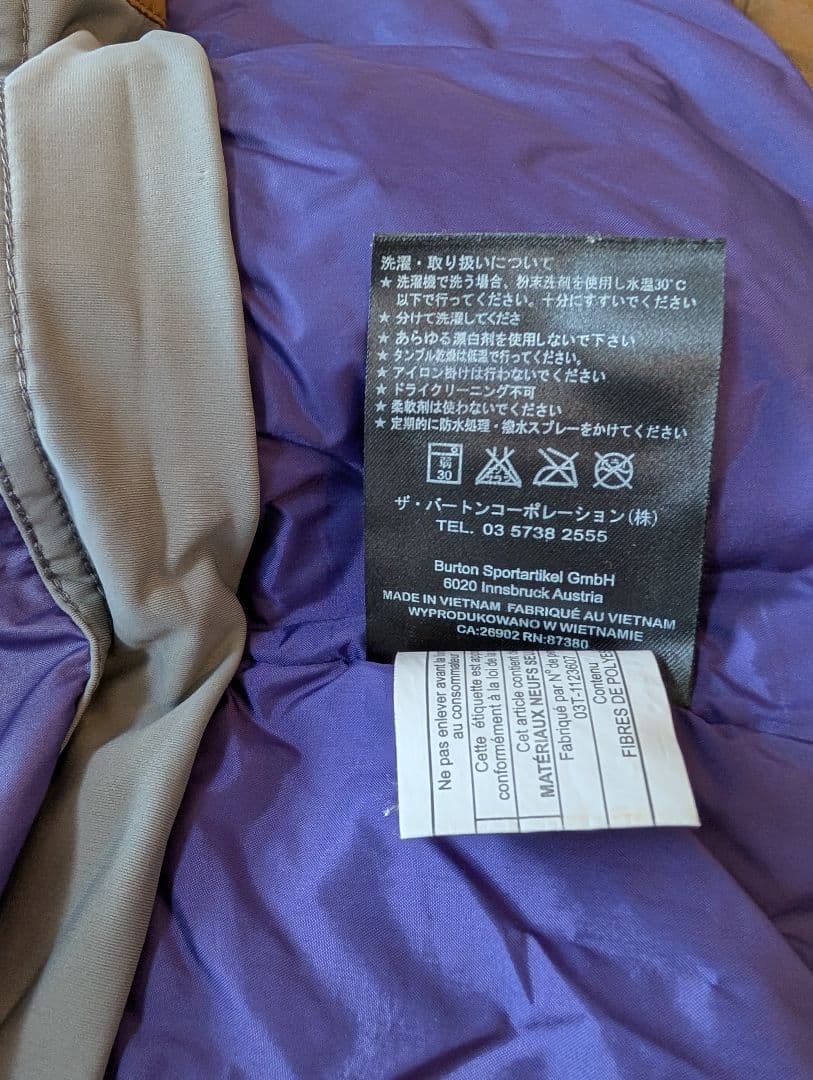 洗濯・取り扱いについて
★ 洗濯機で洗う場合、粉末洗剤を使用し水温30°C
以下で行ってください。十分にすすいでください
★ 分けて洗濯してくださ
★ あらゆる漂白剤を使用しないで下さい
★ タンブル乾燥は低温で行ってください。
★ アイロン掛けは行わないでください
★ ドライクリーニング不可
★ 柔軟剤は使わないでください
★ 定期的に防水処理・撥水スプレーをかけてください
弱
30
エンソ
ザ・バートンコーポレーション(株)
TEL. 03 5738 2555
Burton Sportartikel GmbH
6020 Innsbruck Austria
MADE IN VIETNAM FABRIQUÉ AU VIETNAM
WYPRODUKOWANO W WIETNAMIE
CA:26902 RN:87380
Ne pas enlever avant la
au consommateur
Cette étiquette est
conformément à la loi de
Cet article contient
MATÉRIAUX NEUFS
Fabriqué par N° de
03T-1123607
Contenu
FIBRES DE